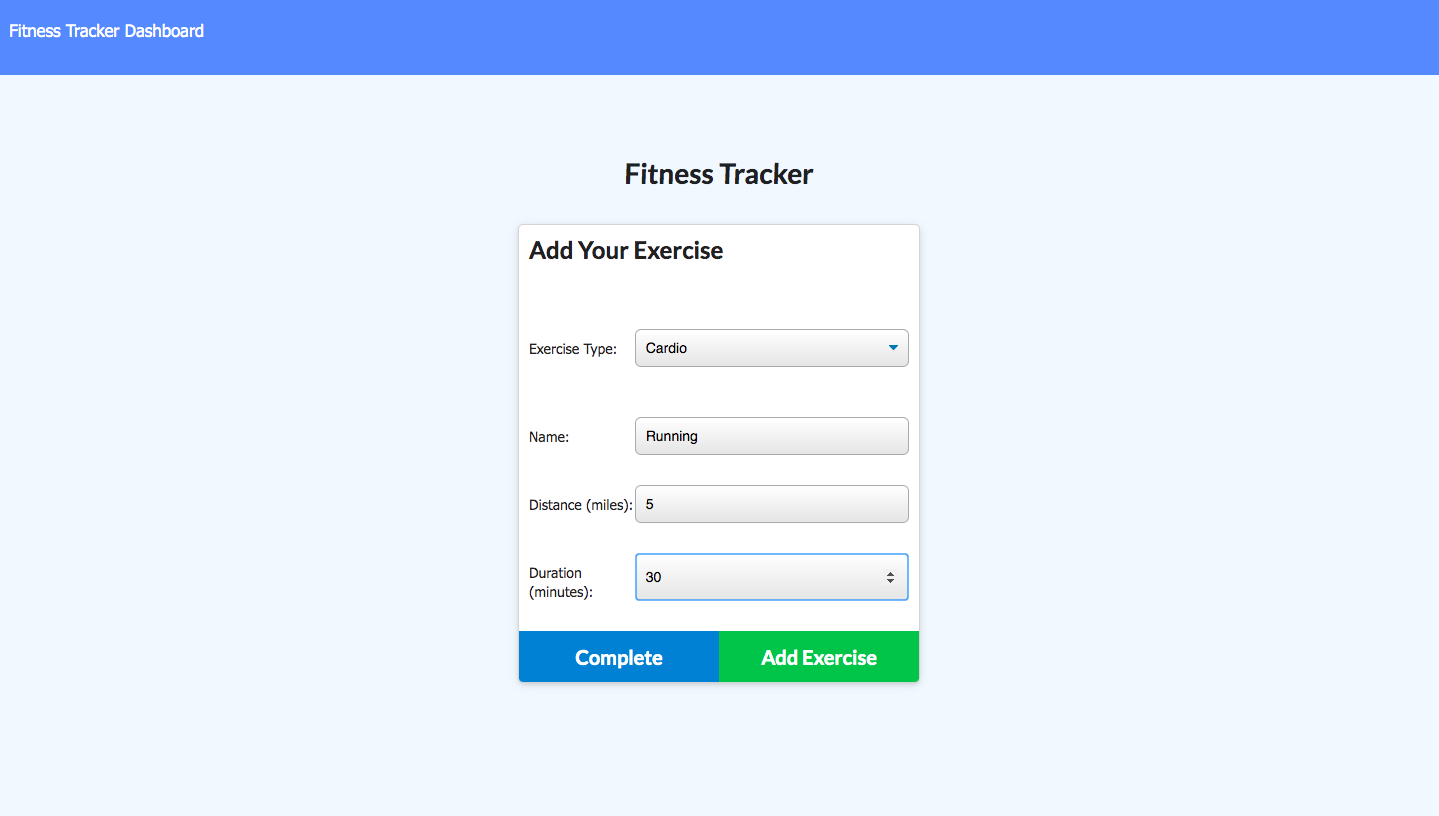 Fitness Tracker Dashboard
Fitness Tracker
Add Your Exercise
Exercise Type: Cardio
Name: Running
Distance (miles): 5
Duration
(minutes): 30
Complete Add Exercise